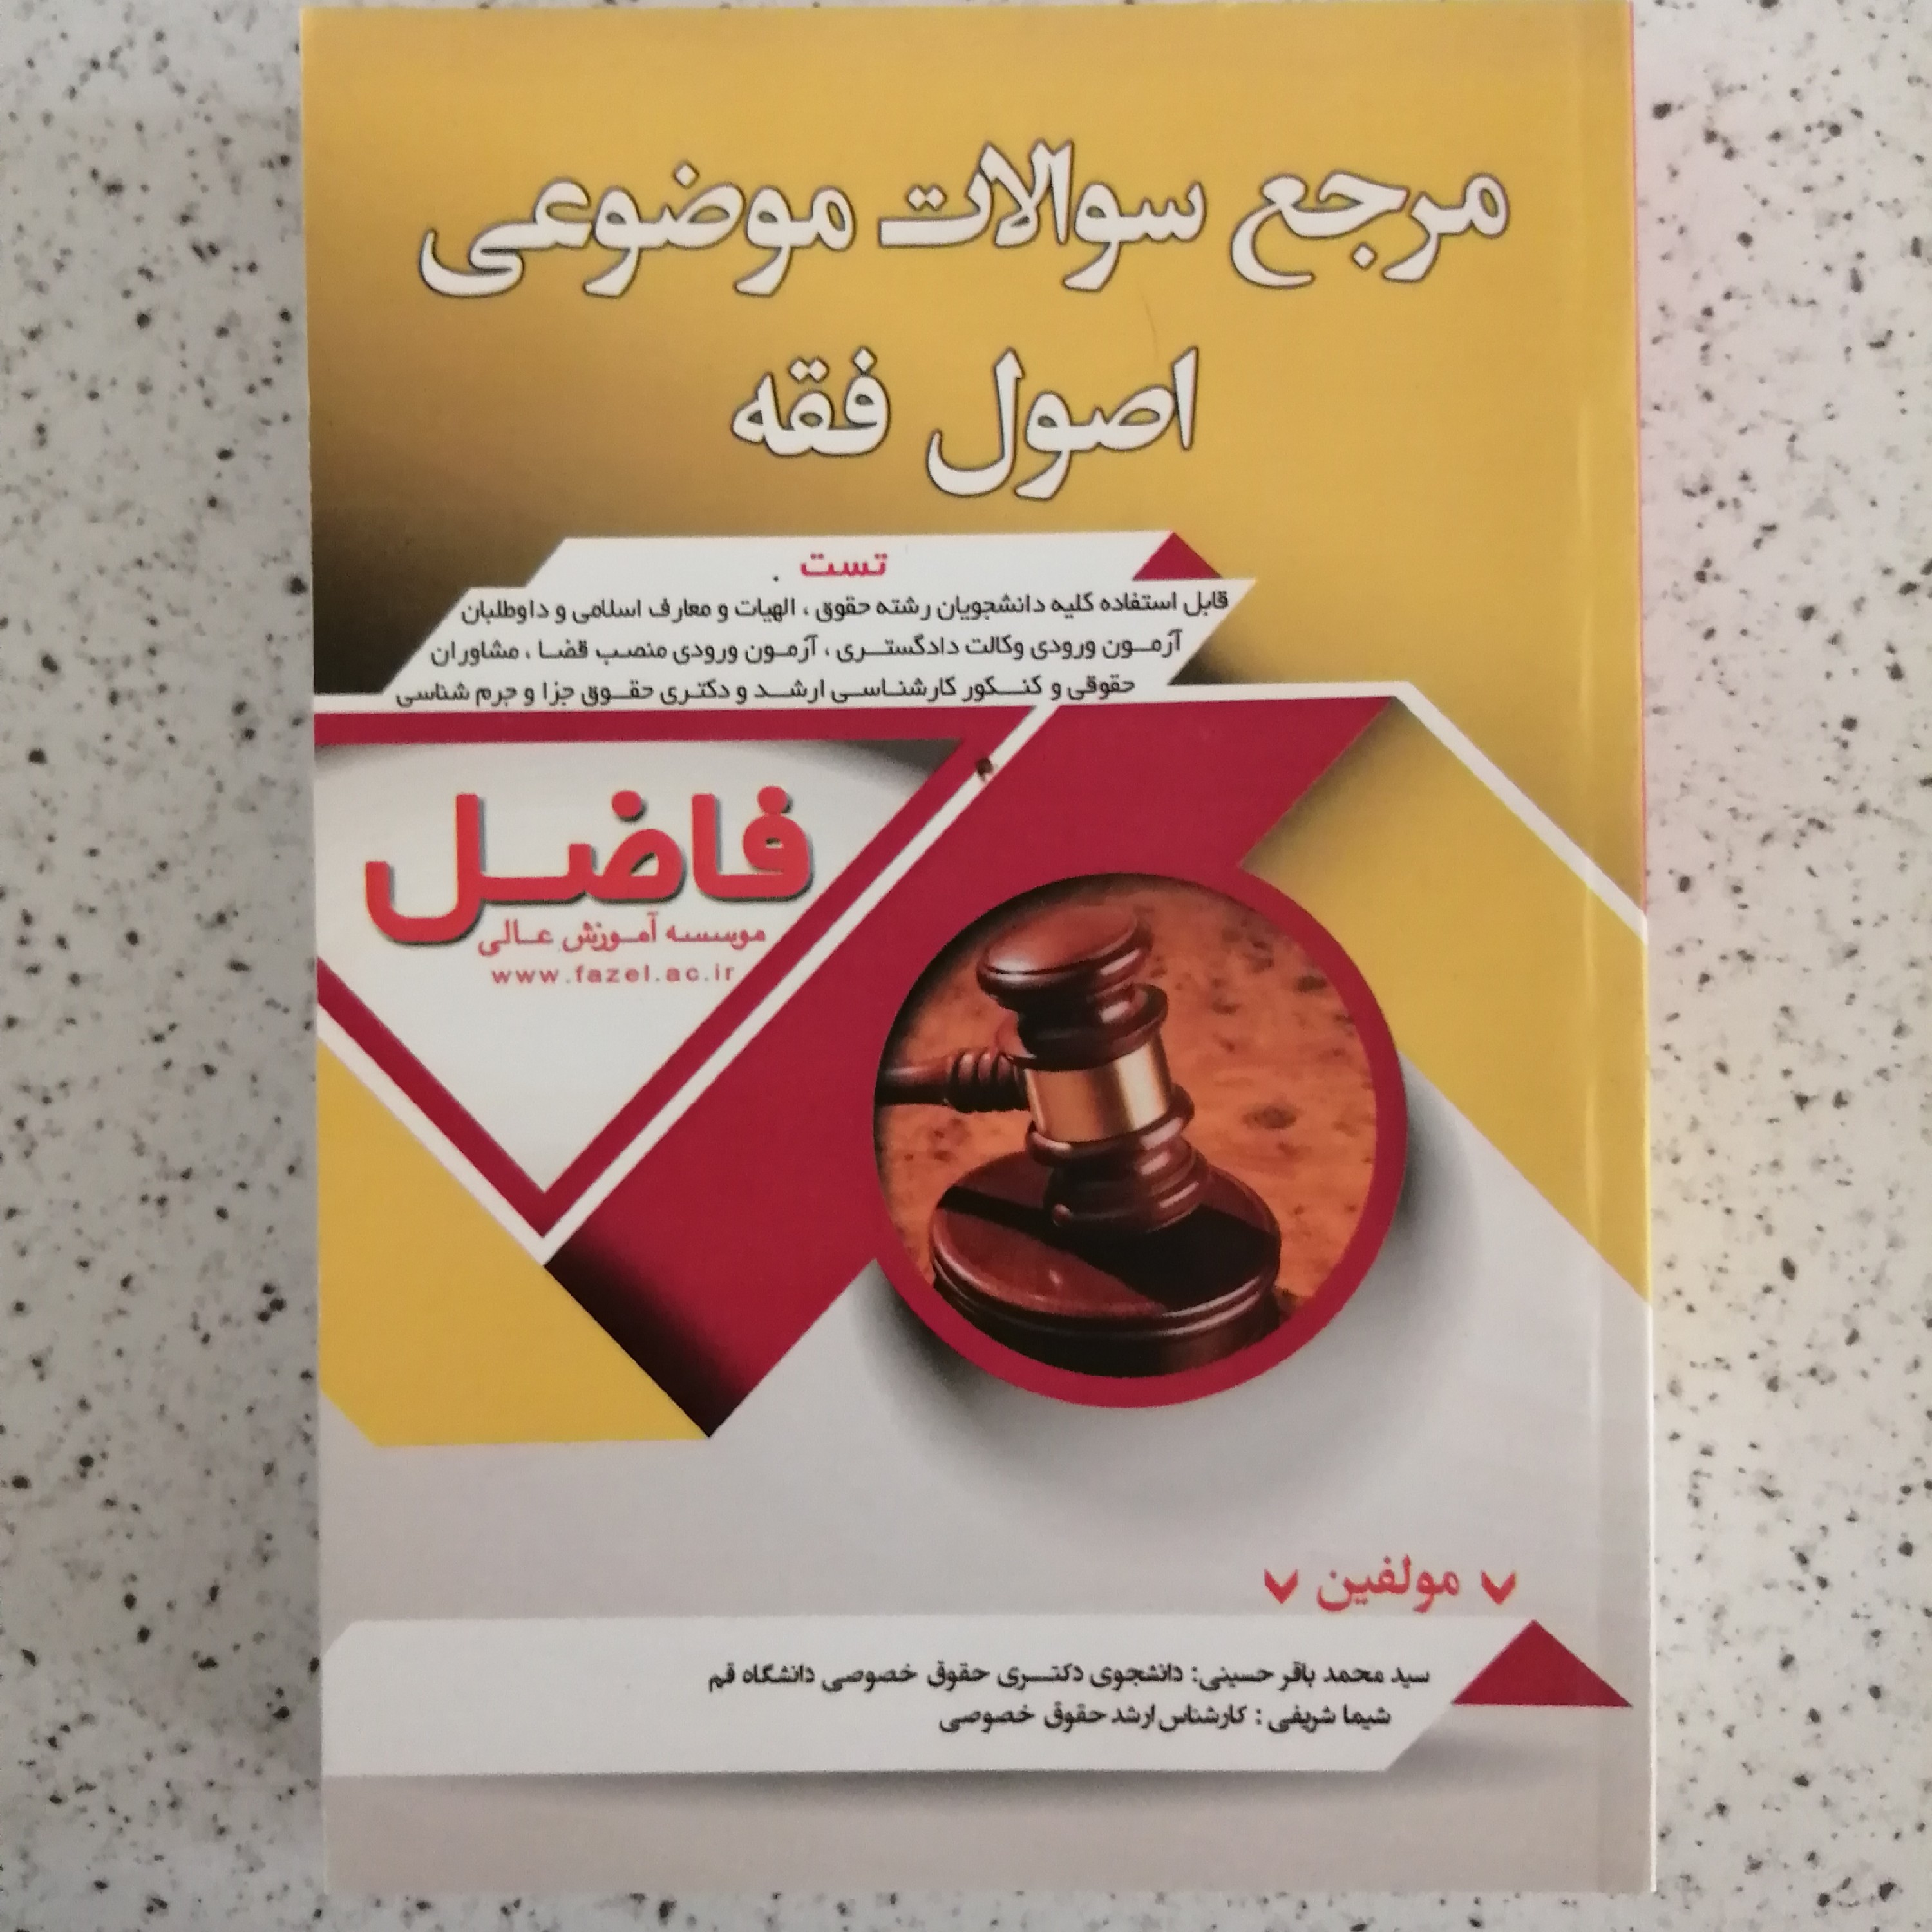 مرجع سوالات موضوعی
اصول فقه
تست
قابل استفاده کلیه دانشجویان رشته حقوق ، الهیات و معارف اسلامی و داوطلبان
آزمون ورودی وکالت دادگستری ، آزمون ورودی منصب قضا ، مشاوران
حقوقی و کنکور کارشناسی ارشد و دکتری حقوق جزا و جرم شناسی
فاضل
موسسه آموزش عالی
www.fazel.ac.ir
مولفین
سید محمد باقر حسینی: دانشجوی دکتری حقوق خصوصی دانشگاه قم
شیما شریفی : کارشناس ارشد حقوق خصوصی